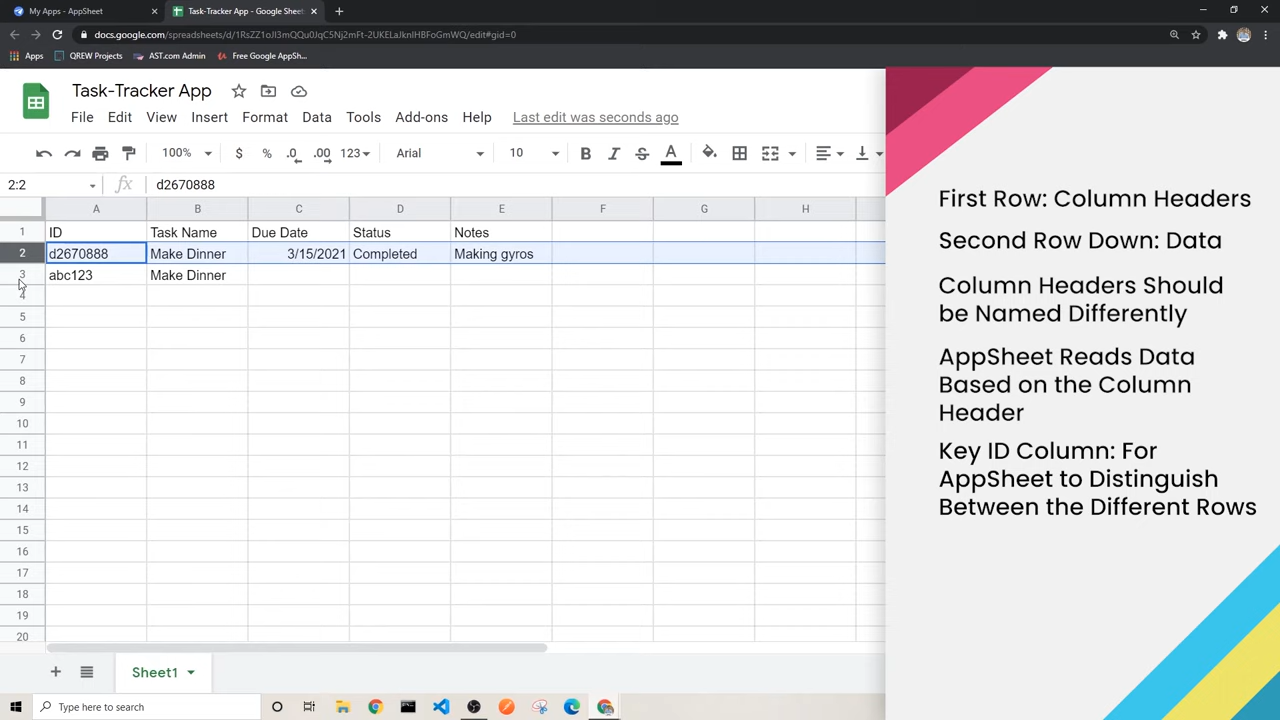 My Apps - AppSheet
Task-Tracker App - Google Sheet
docs.google.com/spreadsheets/d/1RsZZ1oJI3mQQu0JqC5Nj2mFt-2UKELaJknIHBFoGmWQ/edit#gid=0
Apps QREW Projects AST.com Admin Free Google AppSh...
Task-Tracker App
File Edit View Insert Format Data Tools Add-ons Help Last edit was seconds ago
100% $ % .0 .00 123 Arial 10 B I S A
2:2 fx d2670888
A B C D E F G H
1 ID Task Name Due Date Status Notes
2 d2670888 Make Dinner 3/15/2021 Completed Making gyros
3 abc123 Make Dinner
4
5
6
7
8
9
10
11
12
13
14
15
16
17
18
19
20
Sheet1
Type here to search
First Row: Column Headers
Second Row Down: Data
Column Headers Should
be Named Differently
AppSheet Reads Data
Based on the Column
Header
Key ID Column: For
AppSheet to Distinguish
Between the Different Rows